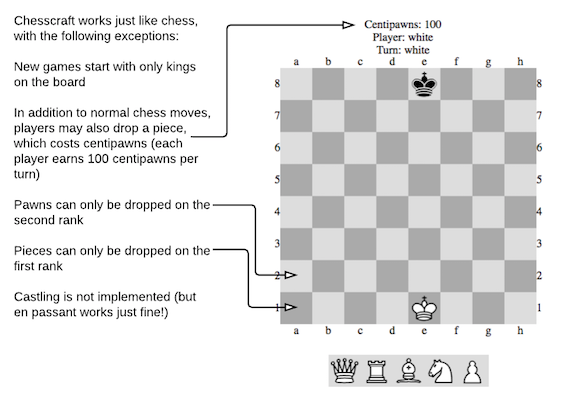 Chesscraft works just like chess,
with the following exceptions:
New games start with only kings
on the board
In addition to normal chess moves,
players may also drop a piece,
which costs centipawns (each
player earns 100 centipawns per
turn)
Pawns can only be dropped on the
second rank
Pieces can only be dropped on the
first rank
Castling is not implemented (but
en passant works just fine!)
Centipawns: 100
Player: white
Turn: white
a b c d e f g h
8 8
7 7
6 6
5 5
4 4
3 3
2 2
1 1
a b c d e f g h